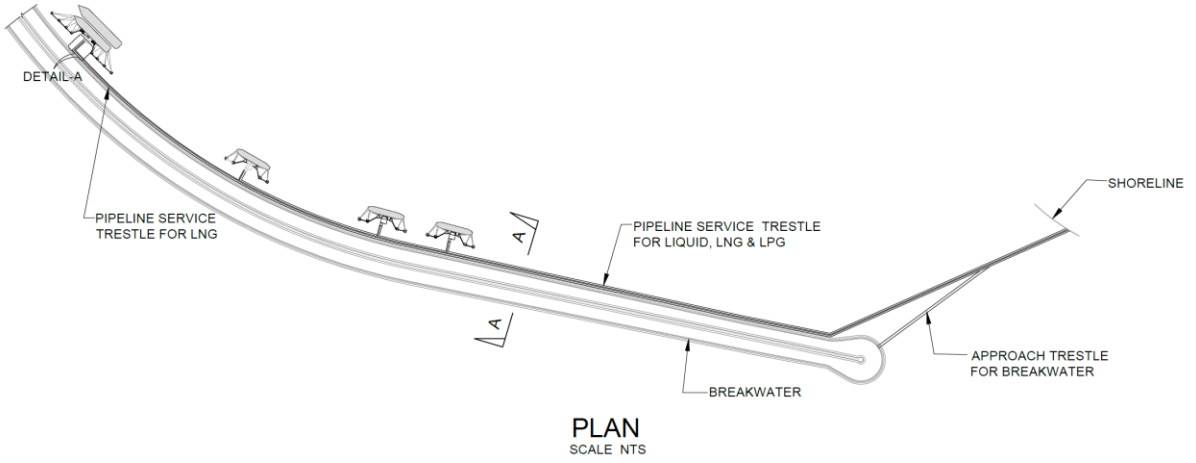 DETAIL-A
PIPELINE SERVICE
TRESTLE FOR LNG
A
PIPELINE SERVICE TRESTLE
FOR LIQUID, LNG & LPG
SHORELINE
A
APPROACH TRESTLE
FOR BREAKWATER
BREAKWATER
PLAN
SCALE NTS